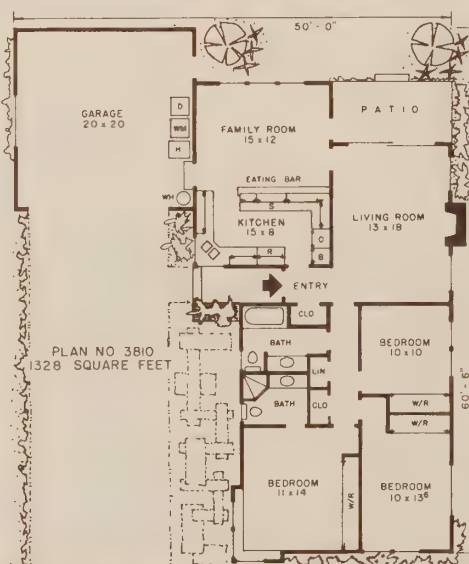 50'-0"
GARAGE
20 x 20
D
WM
H
WH
FAMILY ROOM
15 x 12
PATIO
EATING BAR
S
KITCHEN
15 x 8
R
O
B
LIVING ROOM
13 x 18
ENTRY
CLO
BATH
LIN
BEDROOM
10 x 10
PLAN NO 3810
1328 SQUARE FEET
60'-6"
BATH
CLO
W/R
W/R
BEDROOM
11 x 14
W/R
BEDROOM
10 x 13⁶